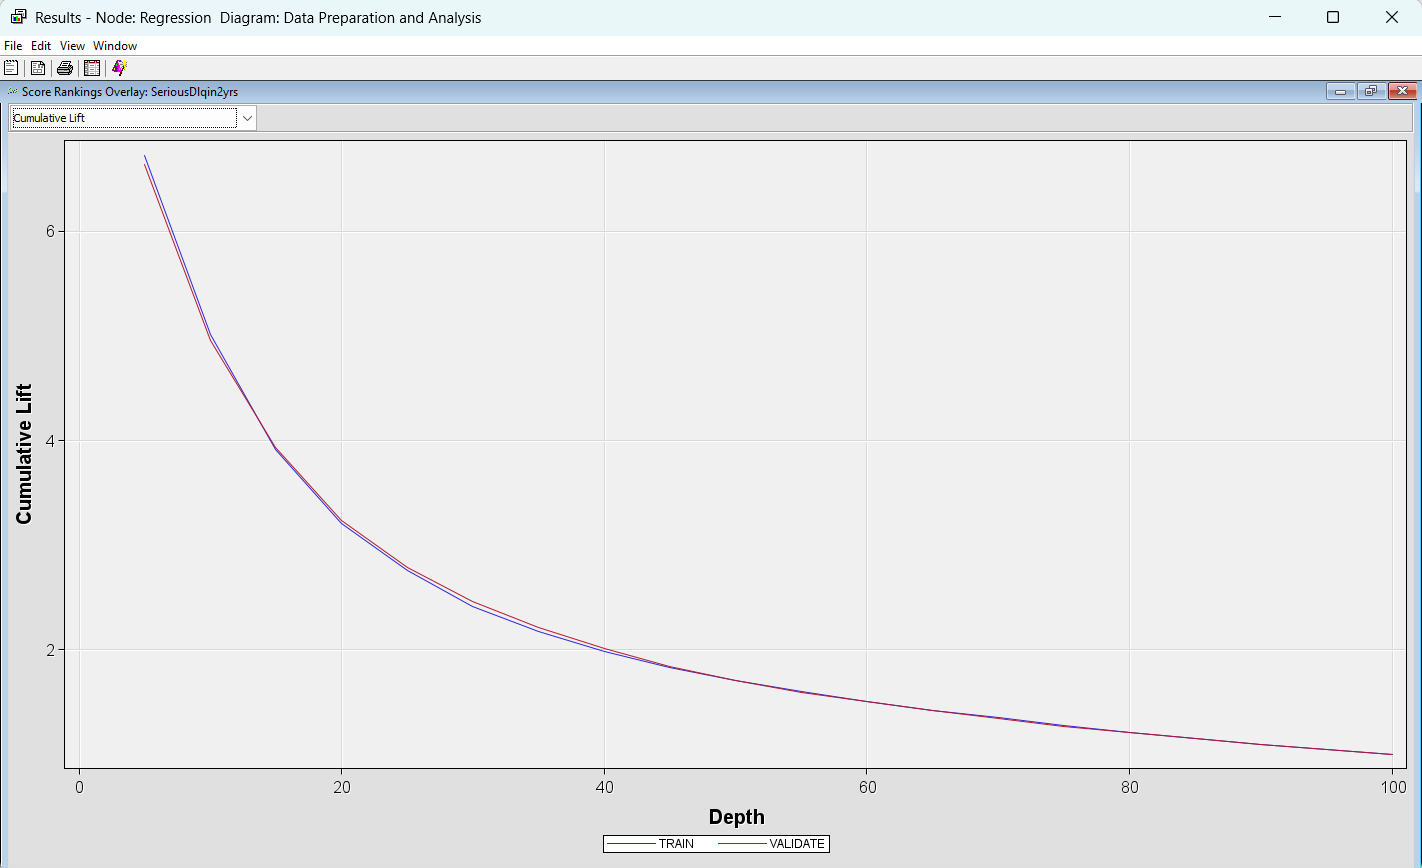 Results - Node: Regression  Diagram: Data Preparation and Analysis
File Edit View Window
Score Rankings Overlay: SeriousDlqin2yrs
Cumulative Lift
6
4
2
Cumulative Lift
0 20 40 60 80 100
Depth
TRAIN VALIDATE